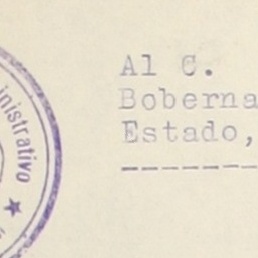 Al C.
Boberna
Estado,
inistrativo